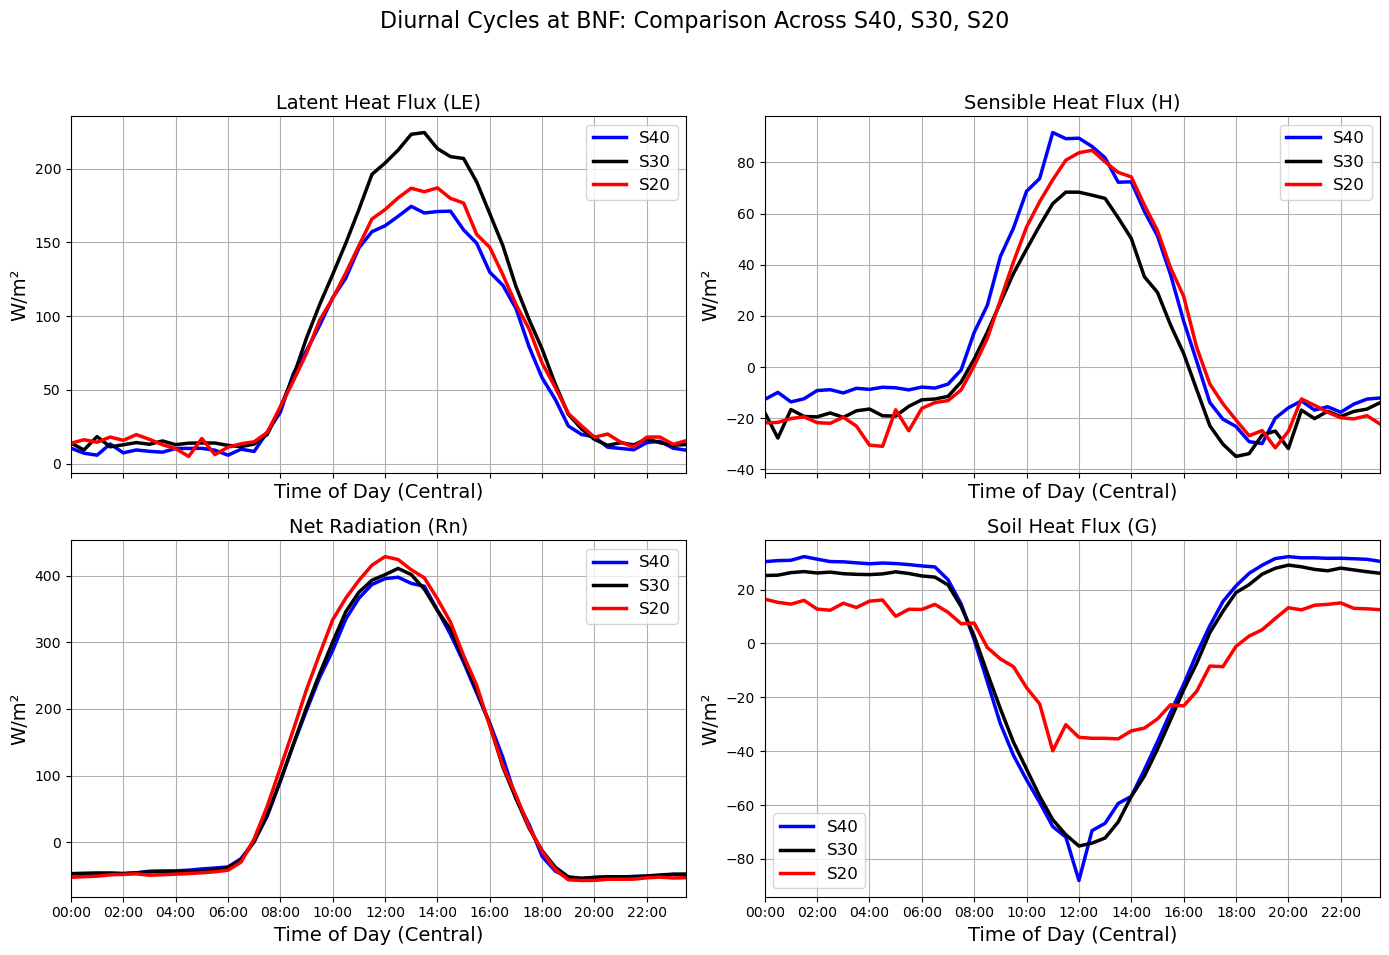 Diurnal Cycles at BNF: Comparison Across S40, S30, S20
Latent Heat Flux (LE)
W/m²
200
150
100
50
0
S40
S30
S20
Time of Day (Central)
Sensible Heat Flux (H)
W/m²
80
60
40
20
0
−20
−40
S40
S30
S20
Time of Day (Central)
Net Radiation (Rn)
W/m²
400
300
200
100
0
S40
S30
S20
00:00 02:00 04:00 06:00 08:00 10:00 12:00 14:00 16:00 18:00 20:00 22:00
Time of Day (Central)
Soil Heat Flux (G)
W/m²
20
0
−20
−40
−60
−80
S40
S30
S20
00:00 02:00 04:00 06:00 08:00 10:00 12:00 14:00 16:00 18:00 20:00 22:00
Time of Day (Central)